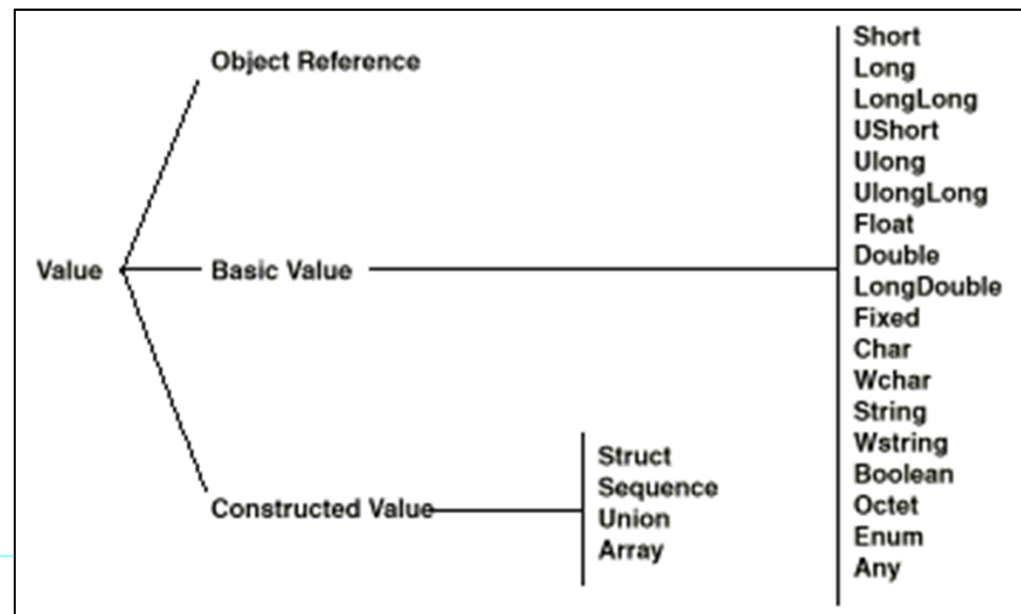 Object Reference
Value
Basic Value
Constructed Value
Struct
Sequence
Union
Array
Short
Long
LongLong
UShort
Ulong
UlongLong
Float
Double
LongDouble
Fixed
Char
Wchar
String
Wstring
Boolean
Octet
Enum
Any